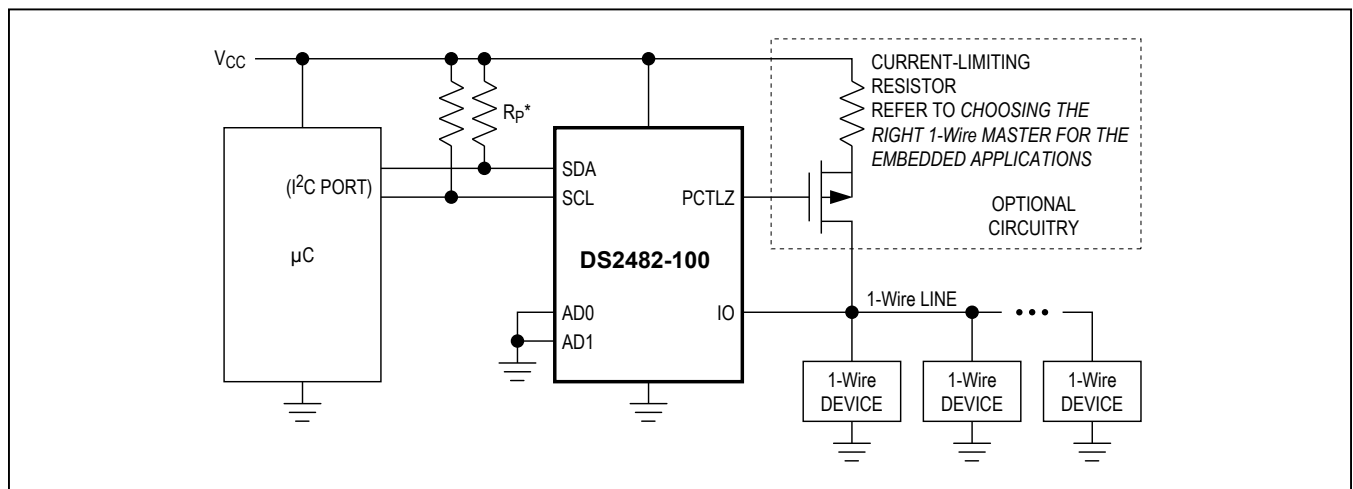 VCC
RP*
CURRENT-LIMITING
RESISTOR
REFER TO CHOOSING THE
RIGHT 1-Wire MASTER FOR THE
EMBEDDED APPLICATIONS
OPTIONAL
CIRCUITRY
(I²C PORT)
µC
SDA
SCL
PCTLZ
DS2482-100
AD0
AD1
IO
1-Wire LINE
1-Wire
DEVICE
1-Wire
DEVICE
1-Wire
DEVICE